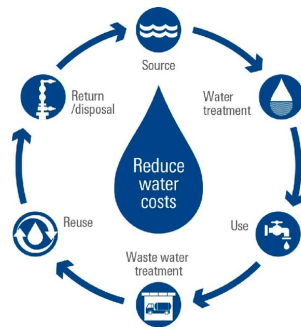 Source
Water
treatment
Use
Waste water
treatment
Reuse
Return
/disposal
Reduce
water
costs